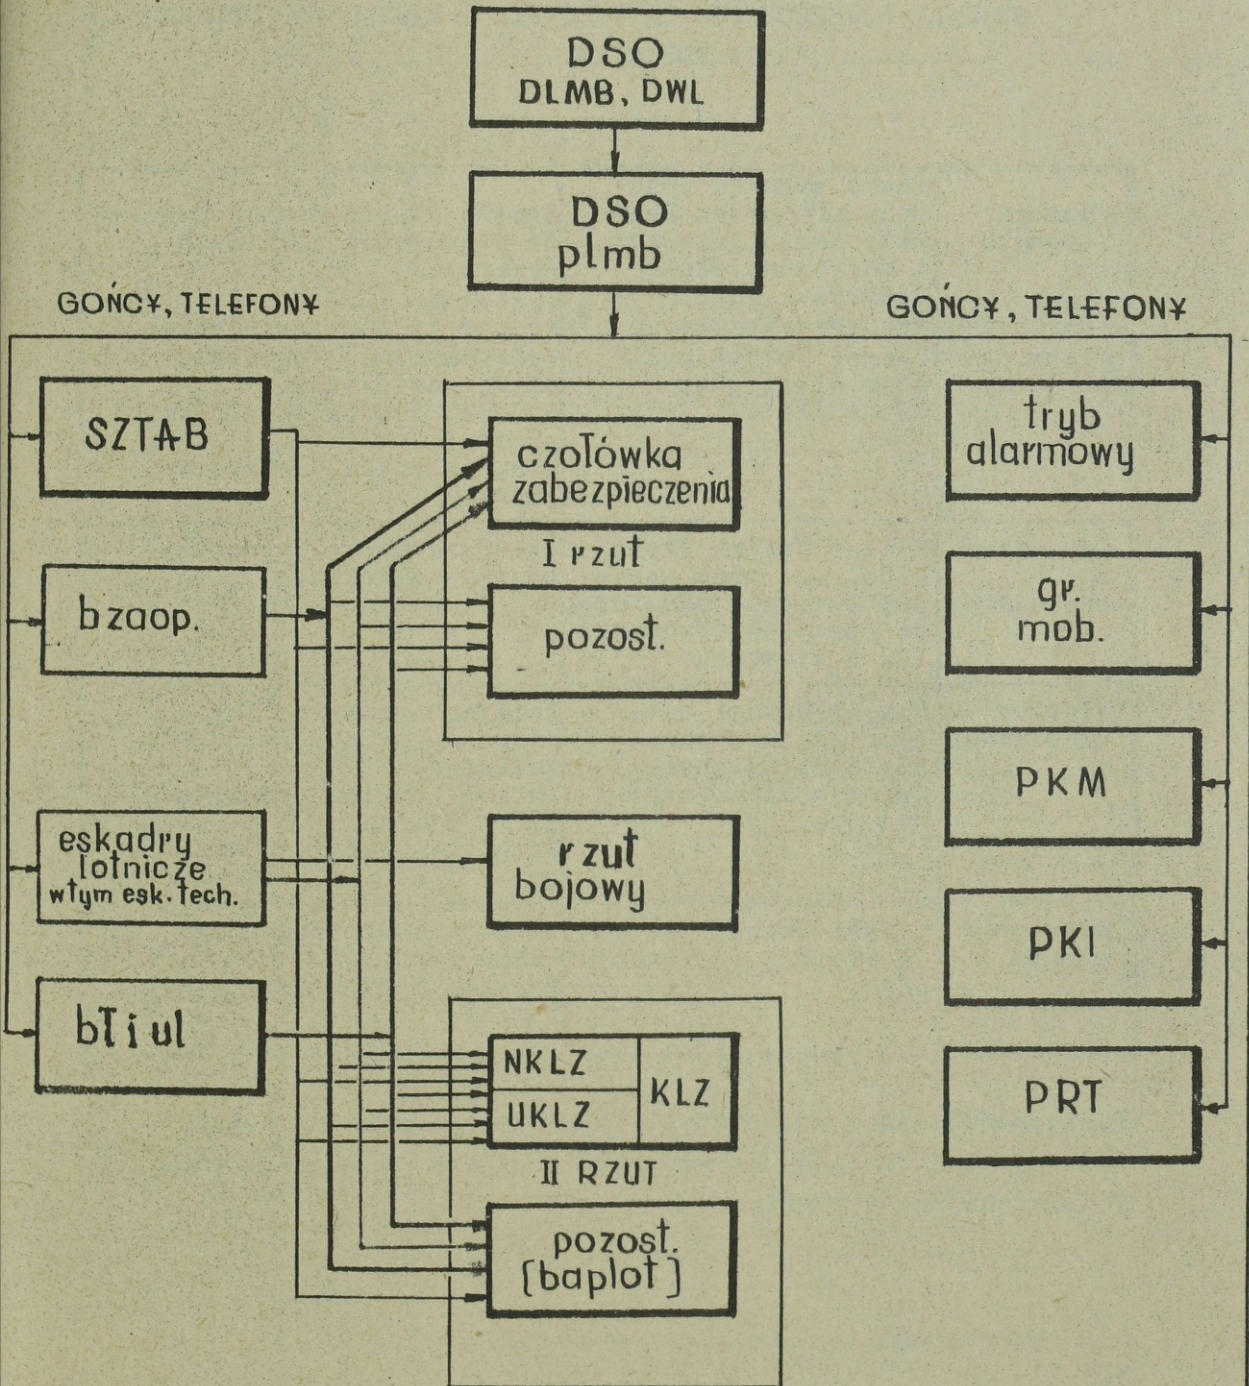 DSO
DLMB, DWL
DSO
plmb
GOŃCY, TELEFONY
GOŃCY, TELEFONY
SZTAB
bzaop.
eskadry
lotnicze
wtym esk. tech.
bł i ul
czołówka
zabezpieczenia
I rzut
pozost.
rzut
bojowy
NKLZ
UKLZ
KLZ
II RZUT
pozost.
[baplot]
tryb
alarmowy
gr.
mob.
PKM
PKI
PRT